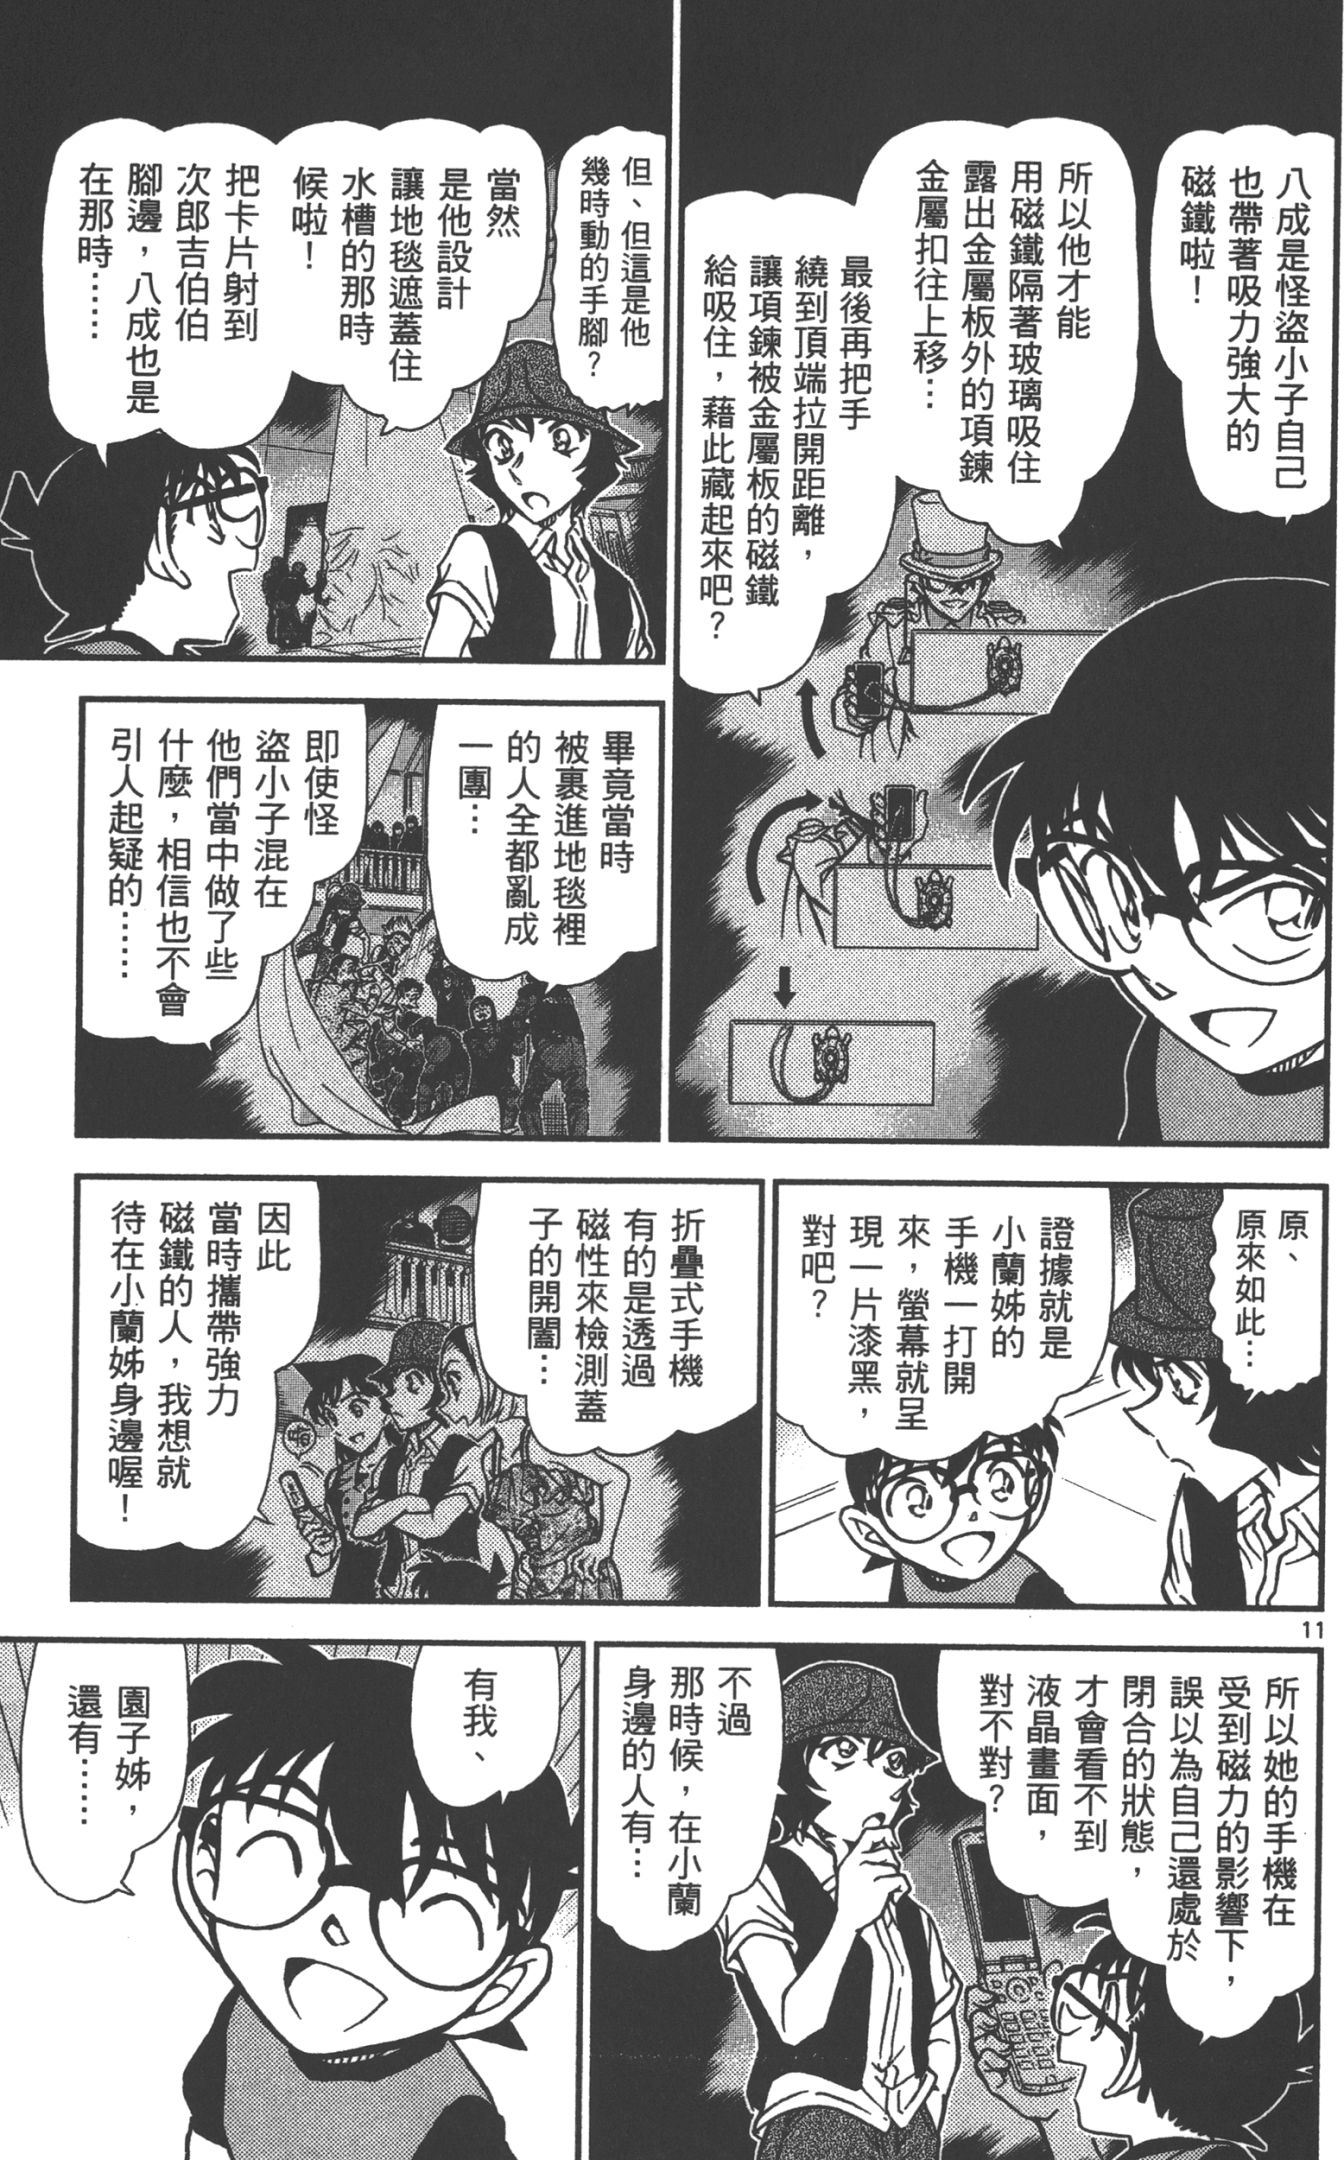 八成是怪盜小子自己
也帶著吸力強大的
磁鐵啦！
所以他才能
用磁鐵隔著玻璃吸住
露出金屬板外的項鍊
金屬扣往上移…
最後再把手
繞到頂端拉開距離，
讓項鍊被金屬板的磁鐵
給吸住，藉此藏起來吧？
但、但這是他
幾時動的手腳？
當然
是他設計
讓地毯遮蓋住
水槽的那時
候啦！
把卡片射到
次郎吉伯伯
腳邊，八成也是
在那時……
畢竟當時
被裹進地毯裡
的人全都亂成
一團…
即使怪
盜小子混在
他們當中做了些
什麼，相信也不會
引人起疑的……
原、
原來如此…
證據就是
小蘭姊的
手機一打開
來，螢幕就呈
現一片漆黑，
對吧？
折疊式手機
有的是透過
磁性來檢測蓋
子的開闔…
因此
當時攜帶強力
磁鐵的人，我想就
待在小蘭姊身邊喔！
11
所以她的手機在
受到磁力的影響下，
誤以為自己還處於
閉合的狀態，
才會看不到
液晶畫面，
對不對？
不過
那時候，在小蘭
身邊的人有…
有我、
園子姊，
還有……